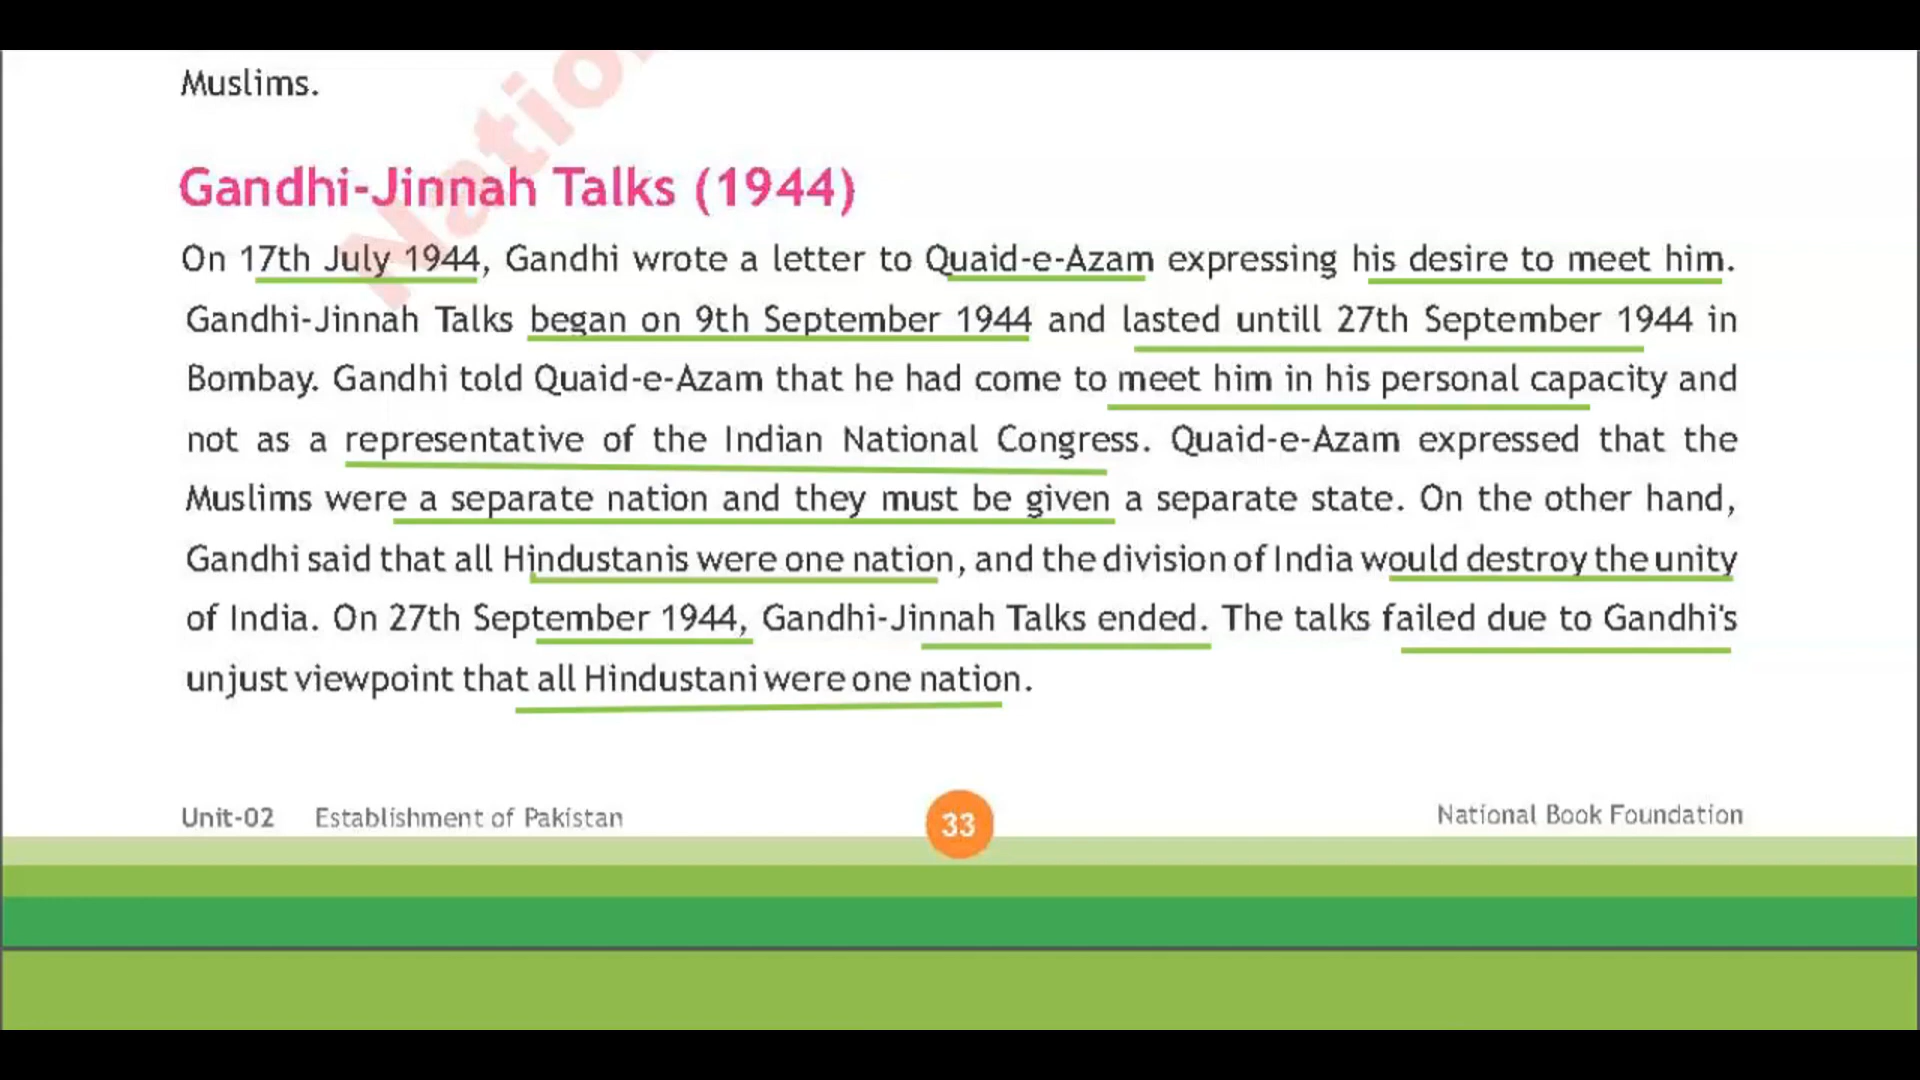 Muslims.
Natio
Gandhi-Jinnah Talks (1944)
On 17th July 1944, Gandhi wrote a letter to Quaid-e-Azam expressing his desire to meet him.
Gandhi-Jinnah Talks began on 9th September 1944 and lasted untill 27th September 1944 in
Bombay. Gandhi told Quaid-e-Azam that he had come to meet him in his personal capacity and
not as a representative of the Indian National Congress. Quaid-e-Azam expressed that the
Muslims were a separate nation and they must be given a separate state. On the other hand,
Gandhi said that all Hindustanis were one nation, and the division of India would destroy the unity
of India. On 27th September 1944, Gandhi-Jinnah Talks ended. The talks failed due to Gandhi's
unjust viewpoint that all Hindustani were one nation.
Unit-02 Establishment of Pakistan 33 National Book Foundation